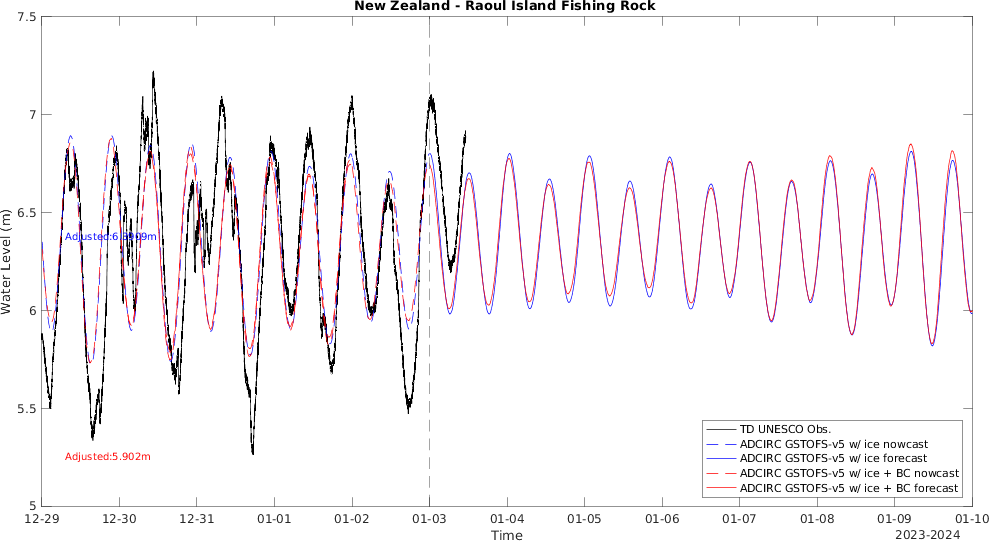 New Zealand - Raoul Island Fishing Rock
7.5
7
6.5
6
5.5
5
Water Level (m)
Adjusted:5.902m
TD UNESCO Obs.
ADCIRC GSTOFS-v5 w/ ice nowcast
ADCIRC GSTOFS-v5 w/ ice forecast
ADCIRC GSTOFS-v5 w/ ice + BC nowcast
ADCIRC GSTOFS-v5 w/ ice + BC forecast
12-29 12-30 12-31 01-01 01-02 01-03 01-04 01-05 01-06 01-07 01-08 01-09 01-10
Time
2023-2024